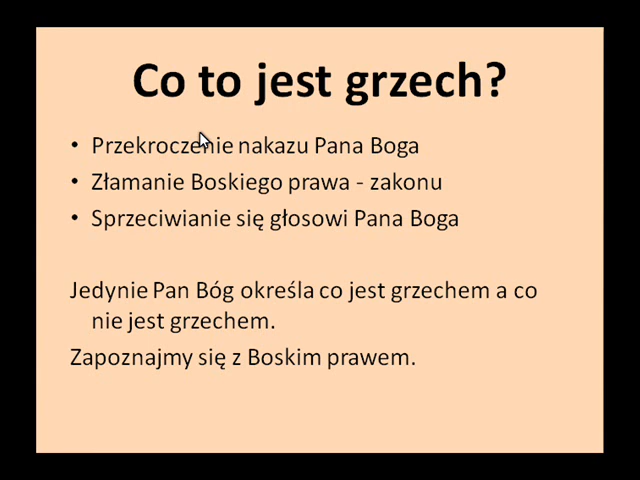 Co to jest grzech?
• Przekroczenie nakazu Pana Boga
• Złamanie Boskiego prawa - zakonu
• Sprzeciwianie się głosowi Pana Boga
Jedynie Pan Bóg określa co jest grzechem a co
nie jest grzechem.
Zapoznajmy się z Boskim prawem.